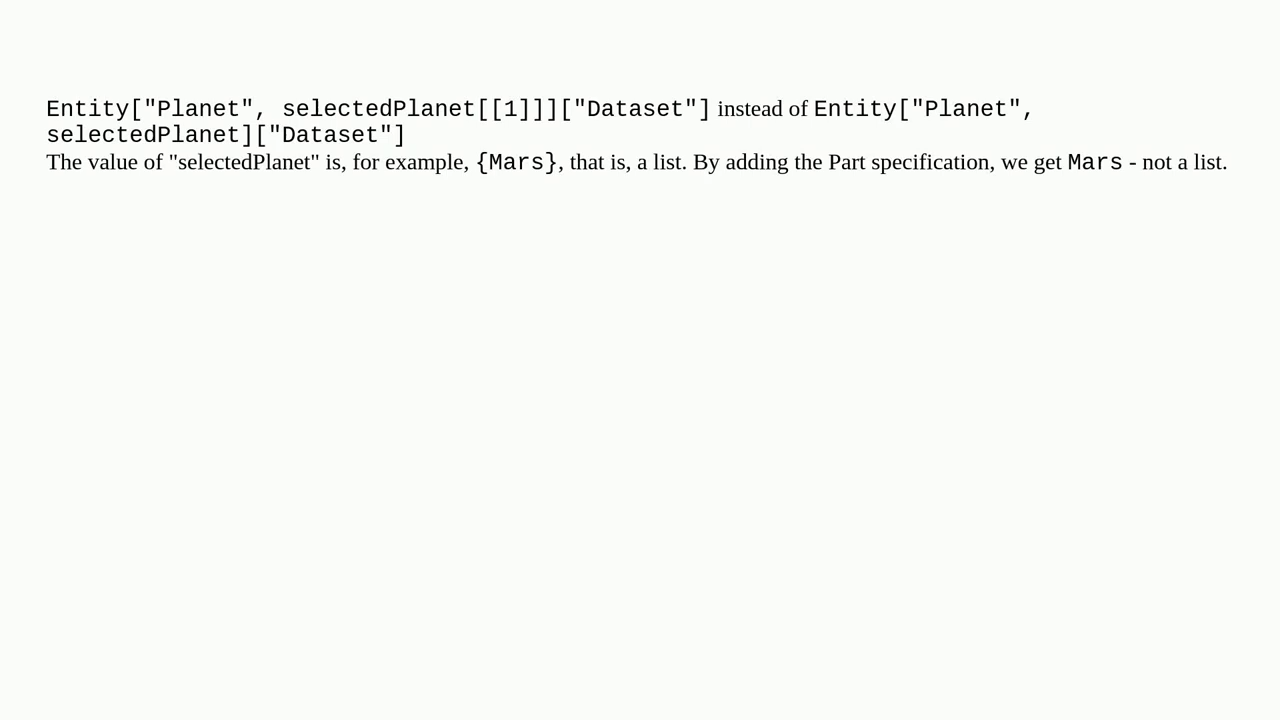 Entity["Planet", selectedPlanet[[1]]]["Dataset"] instead of Entity["Planet",
selectedPlanet]["Dataset"]
The value of "selectedPlanet" is, for example, {Mars}, that is, a list. By adding the Part specification, we get Mars - not a list.